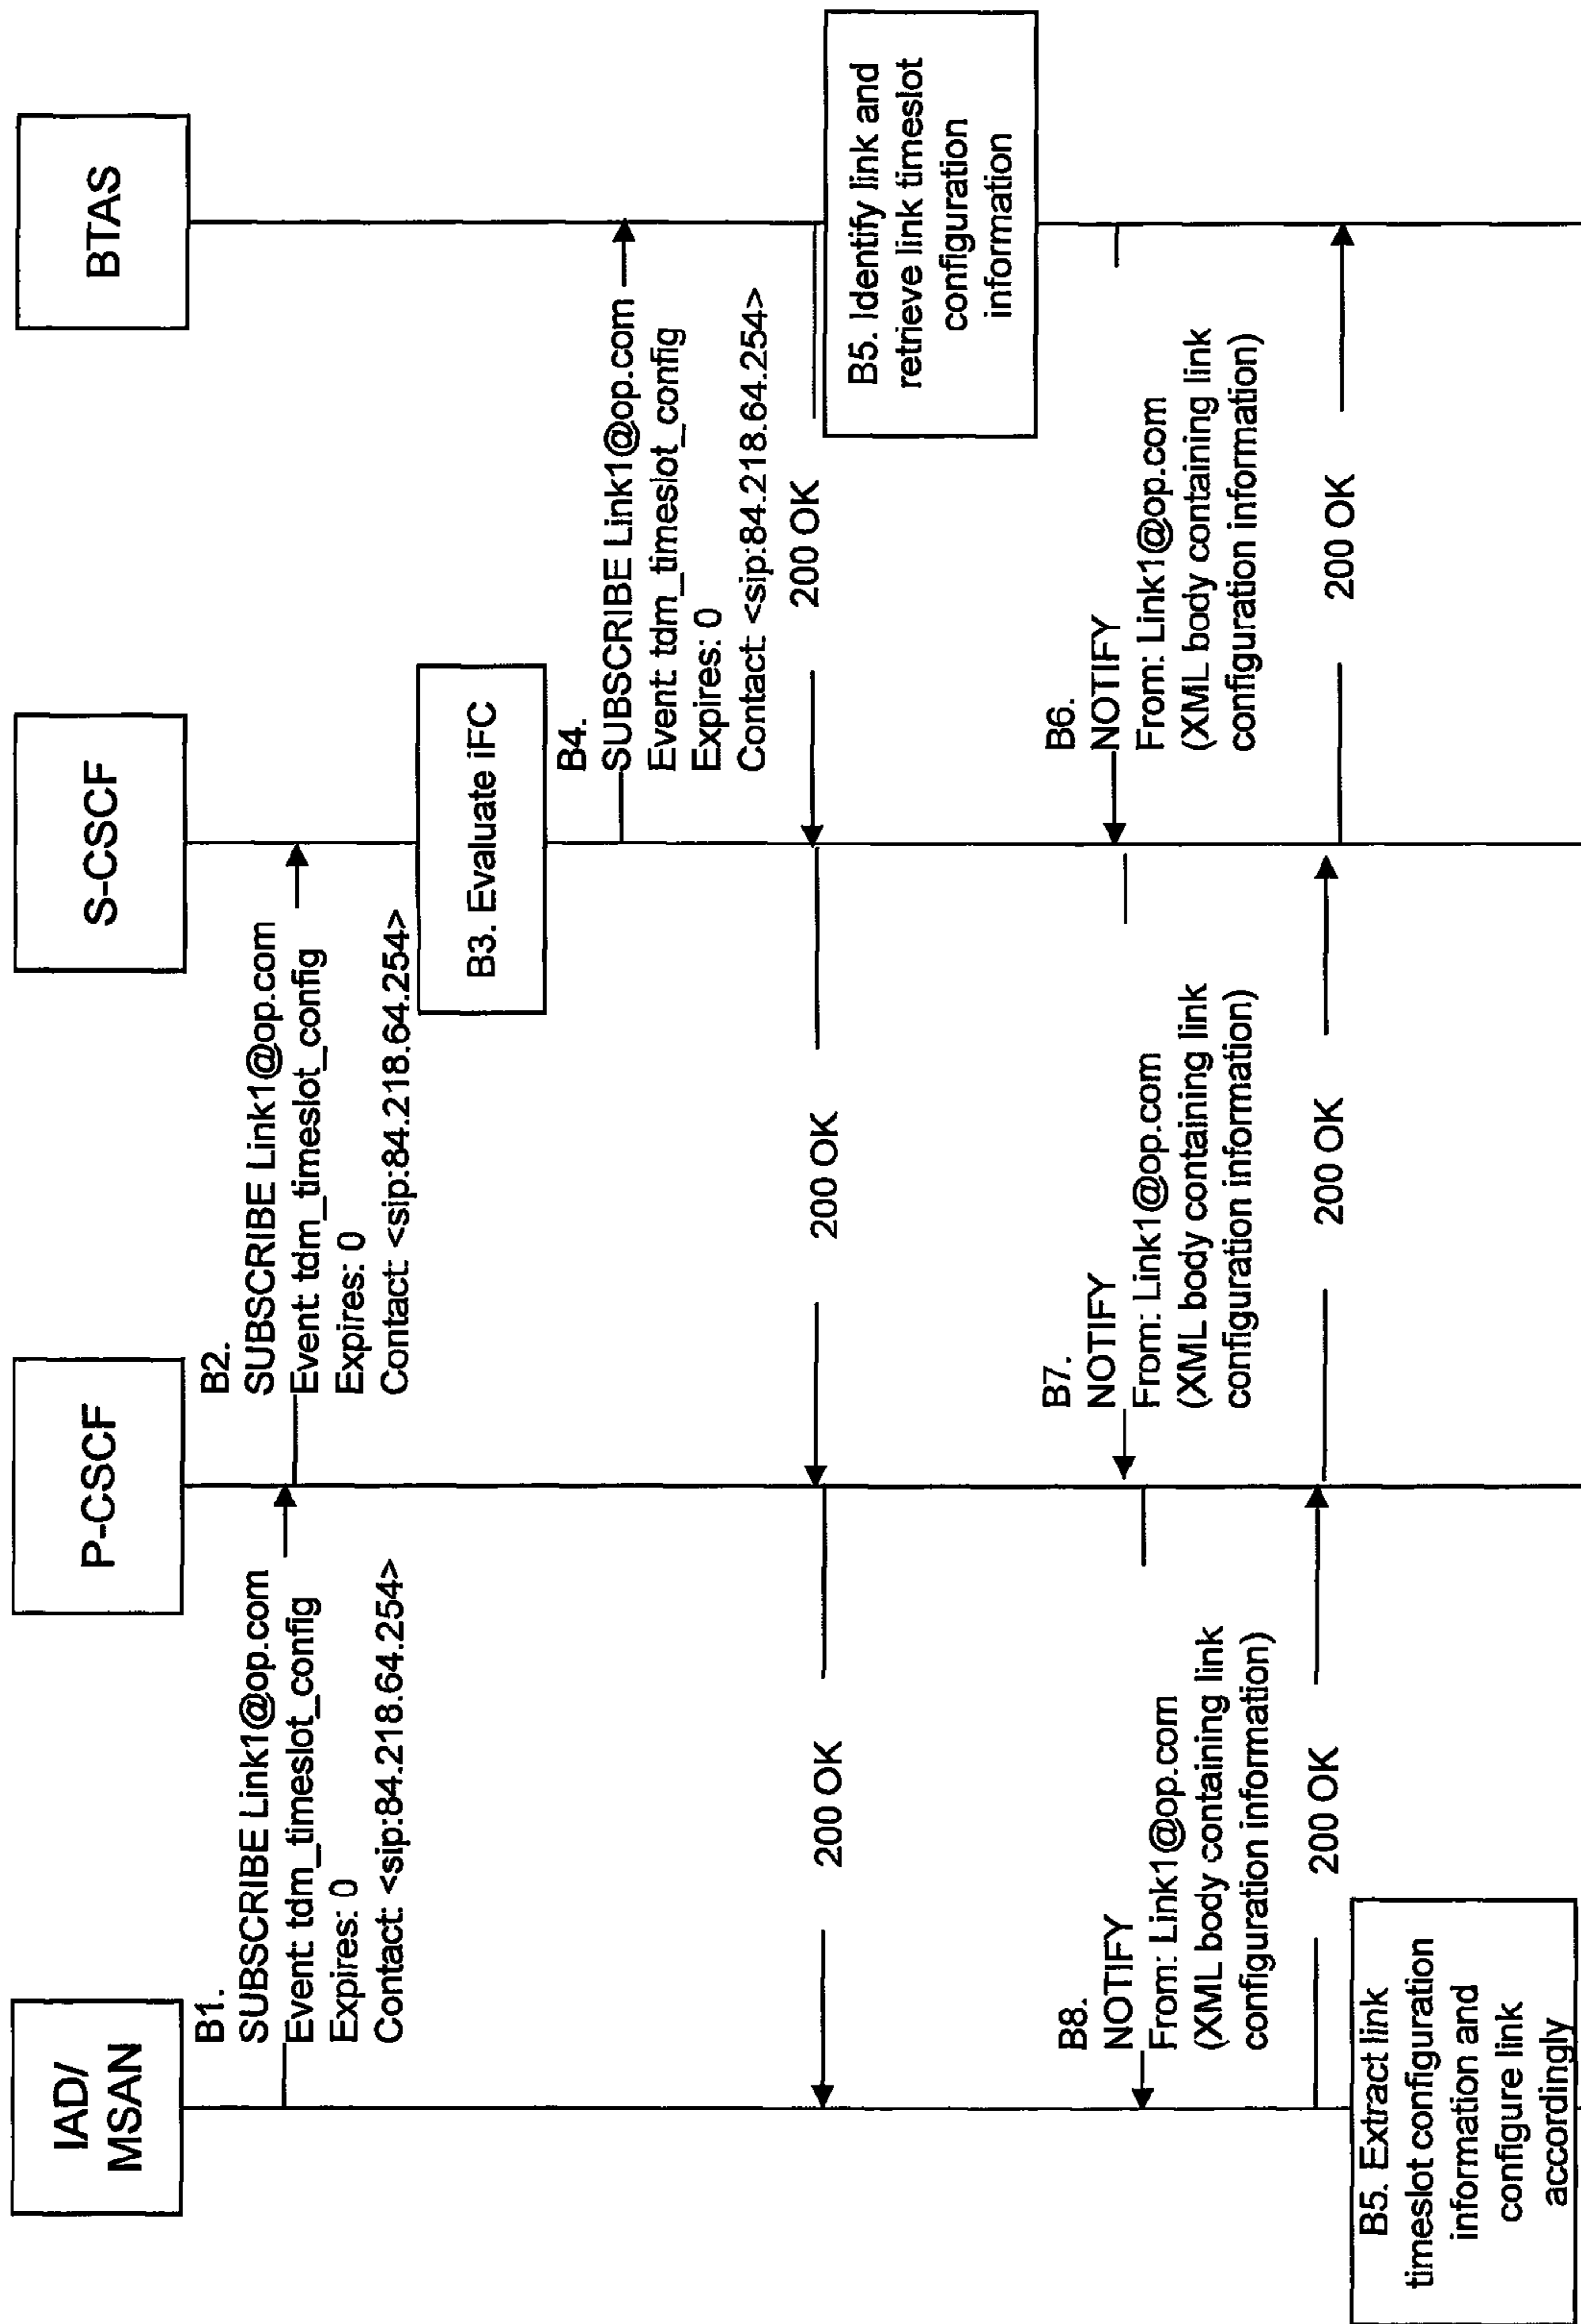 IAD/
MSAN
P-CSCF
S-CSCF
BTAS
B1.
SUBSCRIBE Link1@op.com
Event: tdm_timeslot_config
Expires: 0
Contact: <sip:84.218.64.254>
B2.
SUBSCRIBE Link1@op.com
Event: tdm_timeslot_config
Expires: 0
Contact: <sip:84.218.64.254>
B3. Evaluate iFC
B4.
SUBSCRIBE Link1@op.com
Event: tdm_timeslot_config
Expires: 0
Contact: <sip:84.218.64.254>
200 OK
200 OK
200 OK
B5. Identify link and
retrieve link timeslot
configuration
information
B6.
NOTIFY
From: Link1@op.com
(XML body containing link
configuration information)
B7.
NOTIFY
From: Link1@op.com
(XML body containing link
configuration information)
B8.
NOTIFY
From: Link1@op.com
(XML body containing link
configuration information)
200 OK
200 OK
200 OK
B5. Extract link
timeslot configuration
information and
configure link
accordingly